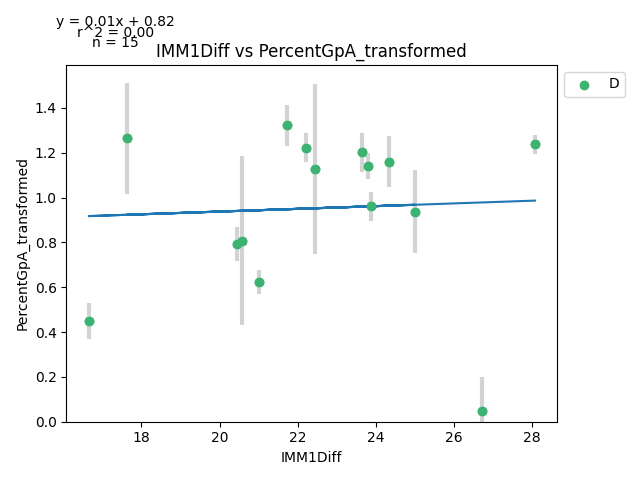 y = 0.01x + 0.82
r^2 = 0.00
n = 15
IMM1Diff vs PercentGpA_transformed
D
PercentGpA_transformed
1.4
1.2
1.0
0.8
0.6
0.4
0.2
0.0
18 20 22 24 26 28
IMM1Diff